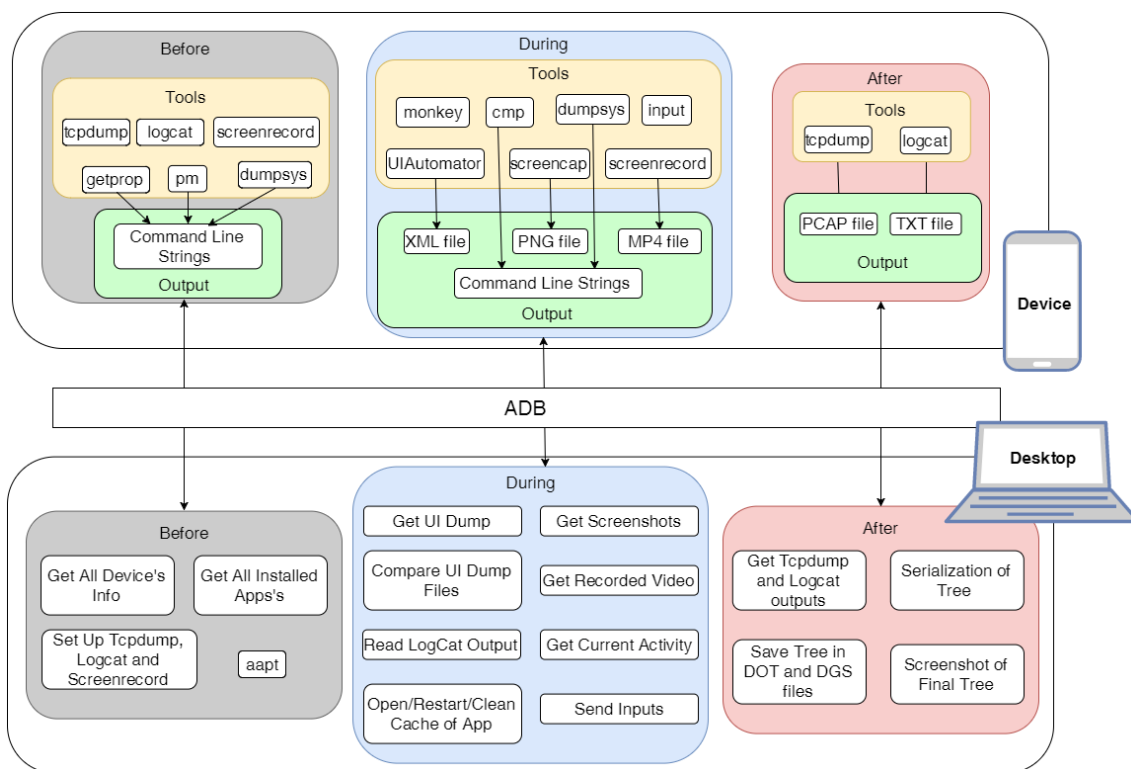 Before
Tools
tcpdump
logcat
screenrecord
getprop
pm
dumpsys
Command Line
Strings
Output
During
Tools
monkey
cmp
dumpsys
input
UIAutomator
screencap
screenrecord
XML file
PNG file
MP4 file
Command Line Strings
Output
After
Tools
tcpdump
logcat
PCAP file
TXT file
Output
Device
ADB
Desktop
Before
Get All Device's
Info
Get All Installed
Apps's
Set Up Tcpdump,
Logcat and
Screenrecord
aapt
During
Get UI Dump
Get Screenshots
Compare UI Dump
Files
Get Recorded Video
Read LogCat Output
Get Current Activity
Open/Restart/Clean
Cache of App
Send Inputs
After
Get Tcpdump
and Logcat
outputs
Serialization of
Tree
Save Tree in
DOT and DGS
files
Screenshot of
Final Tree